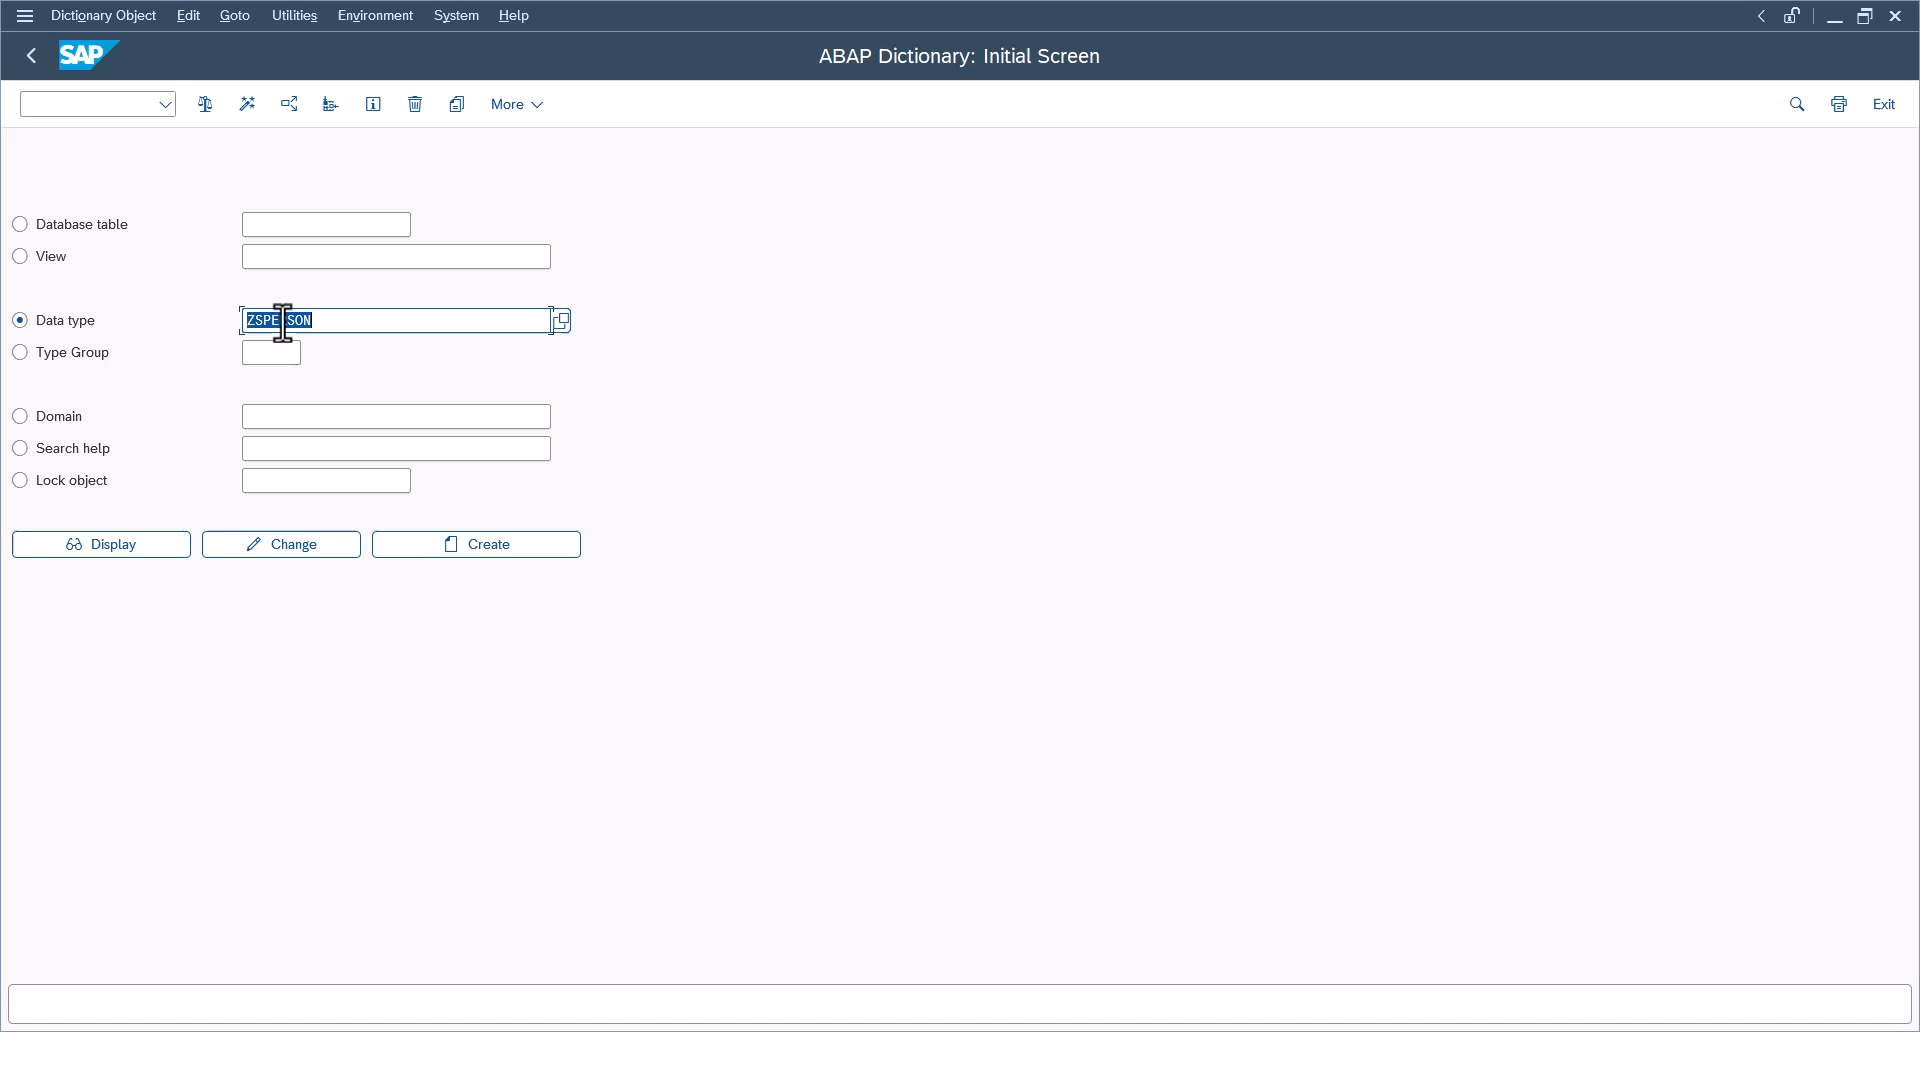 Dictionary Object Edit Goto Utilities Environment System Help
SAP ABAP Dictionary: Initial Screen
More Exit
Database table
View
Data type ZSPERSON
Type Group
Domain
Search help
Lock object
Display Change Create